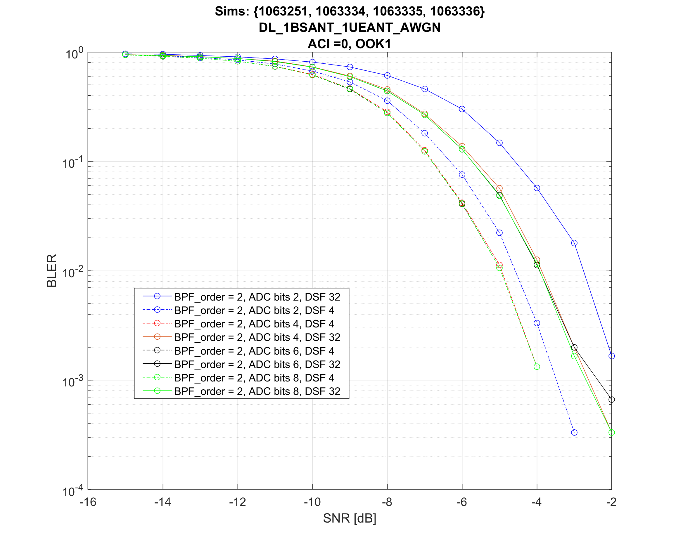 Sims: {1063251, 1063334, 1063335, 1063336}
DL_1BSANT_1UEANT_AWGN
ACI =0, OOK1
10^0
10^-1
10^-2
10^-3
10^-4
BLER
BPF_order = 2, ADC bits 2, DSF 32
BPF_order = 2, ADC bits 2, DSF 4
BPF_order = 2, ADC bits 4, DSF 4
BPF_order = 2, ADC bits 4, DSF 32
BPF_order = 2, ADC bits 6, DSF 4
BPF_order = 2, ADC bits 6, DSF 32
BPF_order = 2, ADC bits 8, DSF 4
BPF_order = 2, ADC bits 8, DSF 32
-16 -14 -12 -10 -8 -6 -4 -2
SNR [dB]